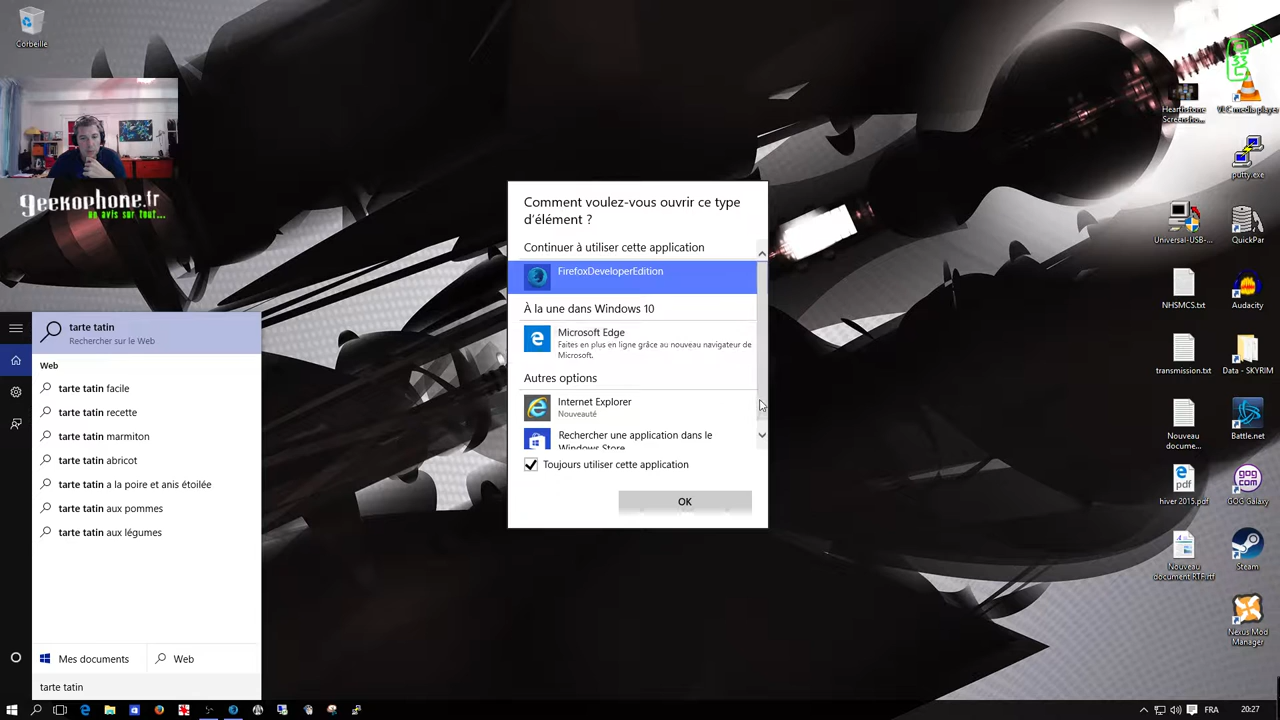 Corbeille
geekophone.fr
un avis sur tout...
Comment voulez-vous ouvrir ce type
d'élément ?
Continuer à utiliser cette application
FirefoxDeveloperEdition
À la une dans Windows 10
Microsoft Edge
Faites en plus en ligne grâce au nouveau navigateur de
Microsoft.
Autres options
Internet Explorer
Nouveauté
Rechercher une application dans le
Windows Store
Toujours utiliser cette application
OK
tarte tatin
Rechercher sur le Web
Web
tarte tatin facile
tarte tatin recette
tarte tatin marmiton
tarte tatin abricot
tarte tatin a la poire et anis étoilée
tarte tatin aux pommes
tarte tatin aux légumes
Mes documents
Web
tarte tatin
Hearthstone
Screensho...
VLC media player
putty.exe
Universal-USB-...
QuickPar
NHSMCS.txt
Audacity
transmission.txt
Data - SKYRIM
Nouveau
docume...
Battle.net
pdf
hiver 2015.pdf
GOG
COM
GOG Galaxy
Nouveau
document RTF.rtf
Steam
Nexus Mod
Manager
FRA
20:27